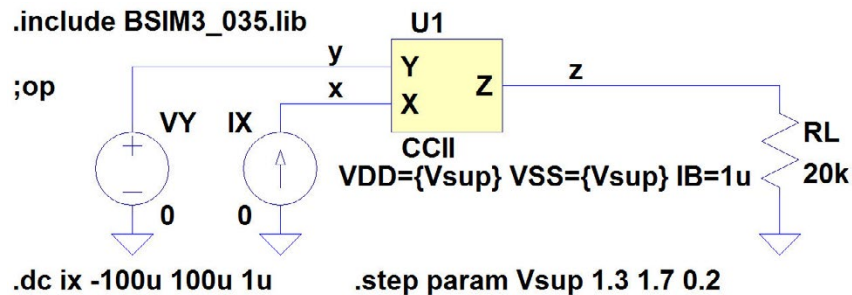 .include BSIM3_035.lib
U1
y
Y
z
;op
x
X
Z
VY
IX
CCII
RL
VDD={Vsup} VSS={Vsup} IB=1u
20k
+
−
0
0
.dc ix -100u 100u 1u
.step param Vsup 1.3 1.7 0.2